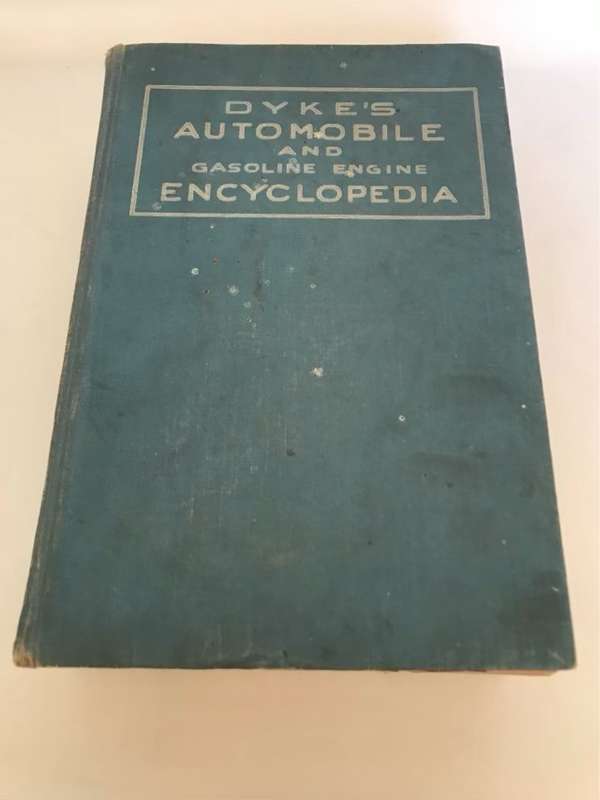 DYKE'S
AUTOMOBILE
AND
GASOLINE ENGINE
ENCYCLOPEDIA